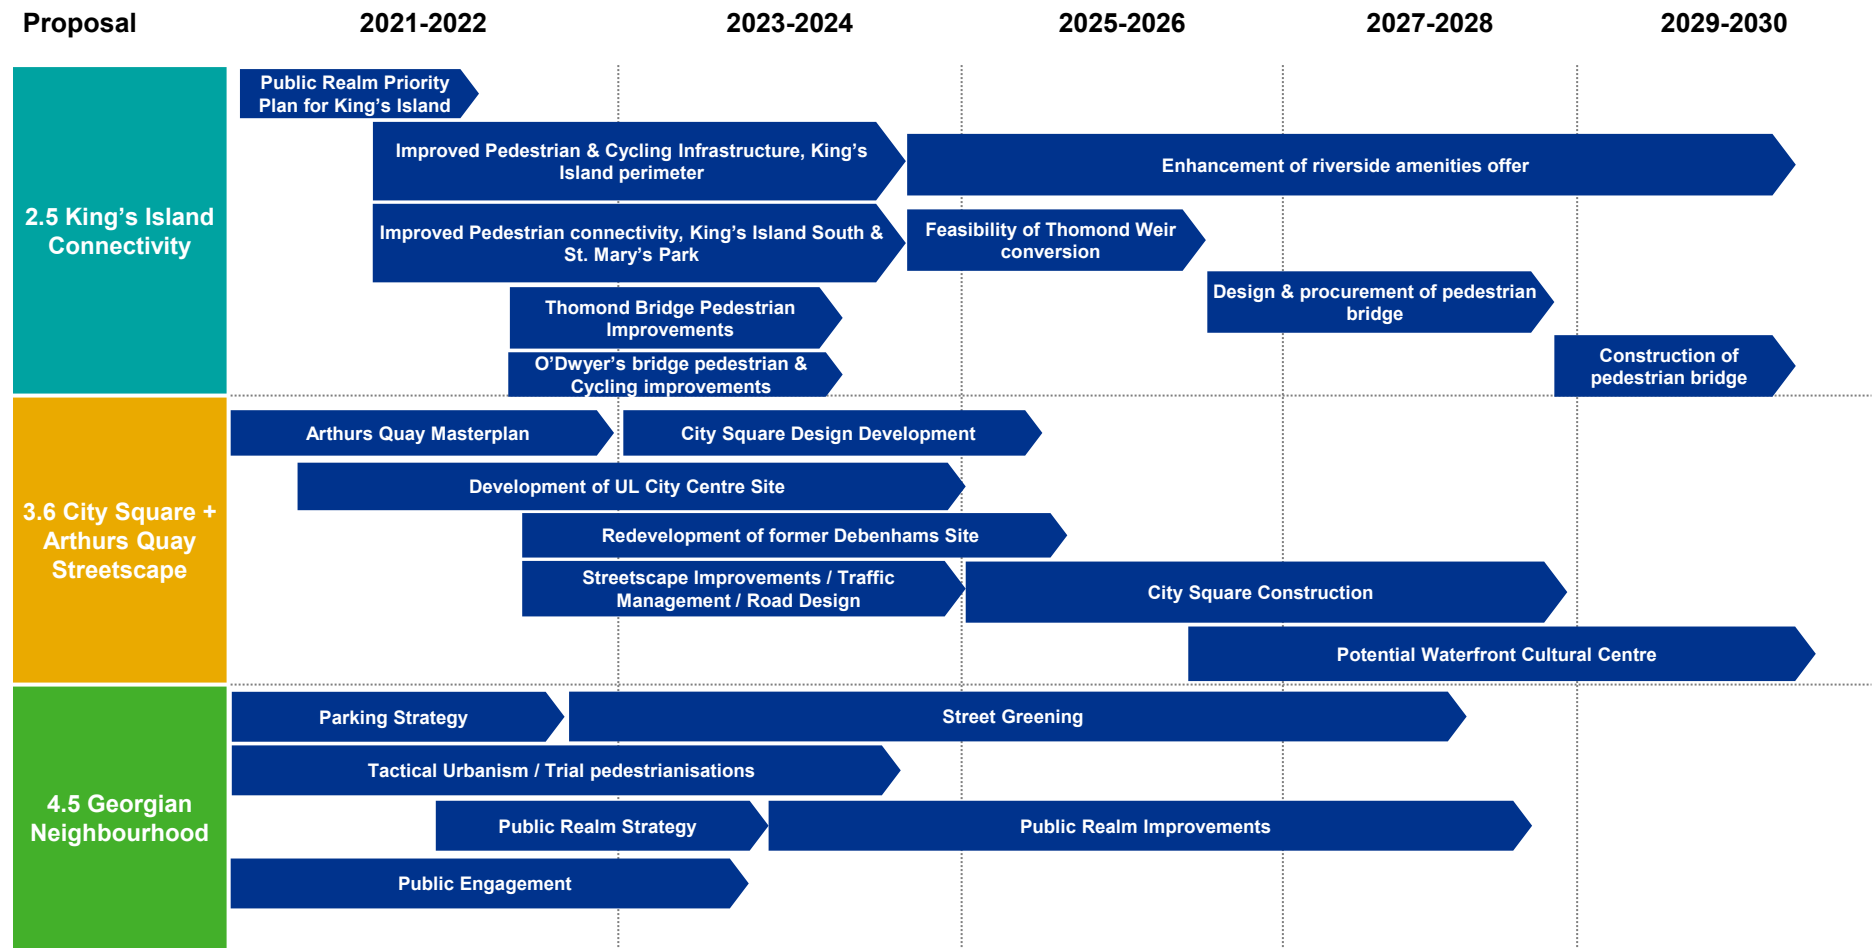 Proposal 2021-2022 2023-2024 2025-2026 2027-2028 2029-2030
2.5 King’s Island
Connectivity
Public Realm Priority
Plan for King’s Island
Improved Pedestrian & Cycling Infrastructure, King’s
Island perimeter
Enhancement of riverside amenities offer
Improved Pedestrian connectivity, King’s Island South &
St. Mary’s Park
Feasibility of Thomond Weir
conversion
Thomond Bridge Pedestrian
Improvements
Design & procurement of pedestrian
bridge
O’Dwyer’s bridge pedestrian &
Cycling improvements
Construction of
pedestrian bridge
3.6 City Square +
Arthurs Quay
Streetscape
Arthurs Quay Masterplan
City Square Design Development
Development of UL City Centre Site
Redevelopment of former Debenhams Site
Streetscape Improvements / Traffic
Management / Road Design
City Square Construction
Potential Waterfront Cultural Centre
4.5 Georgian
Neighbourhood
Parking Strategy
Street Greening
Tactical Urbanism / Trial pedestrianisations
Public Realm Strategy
Public Realm Improvements
Public Engagement